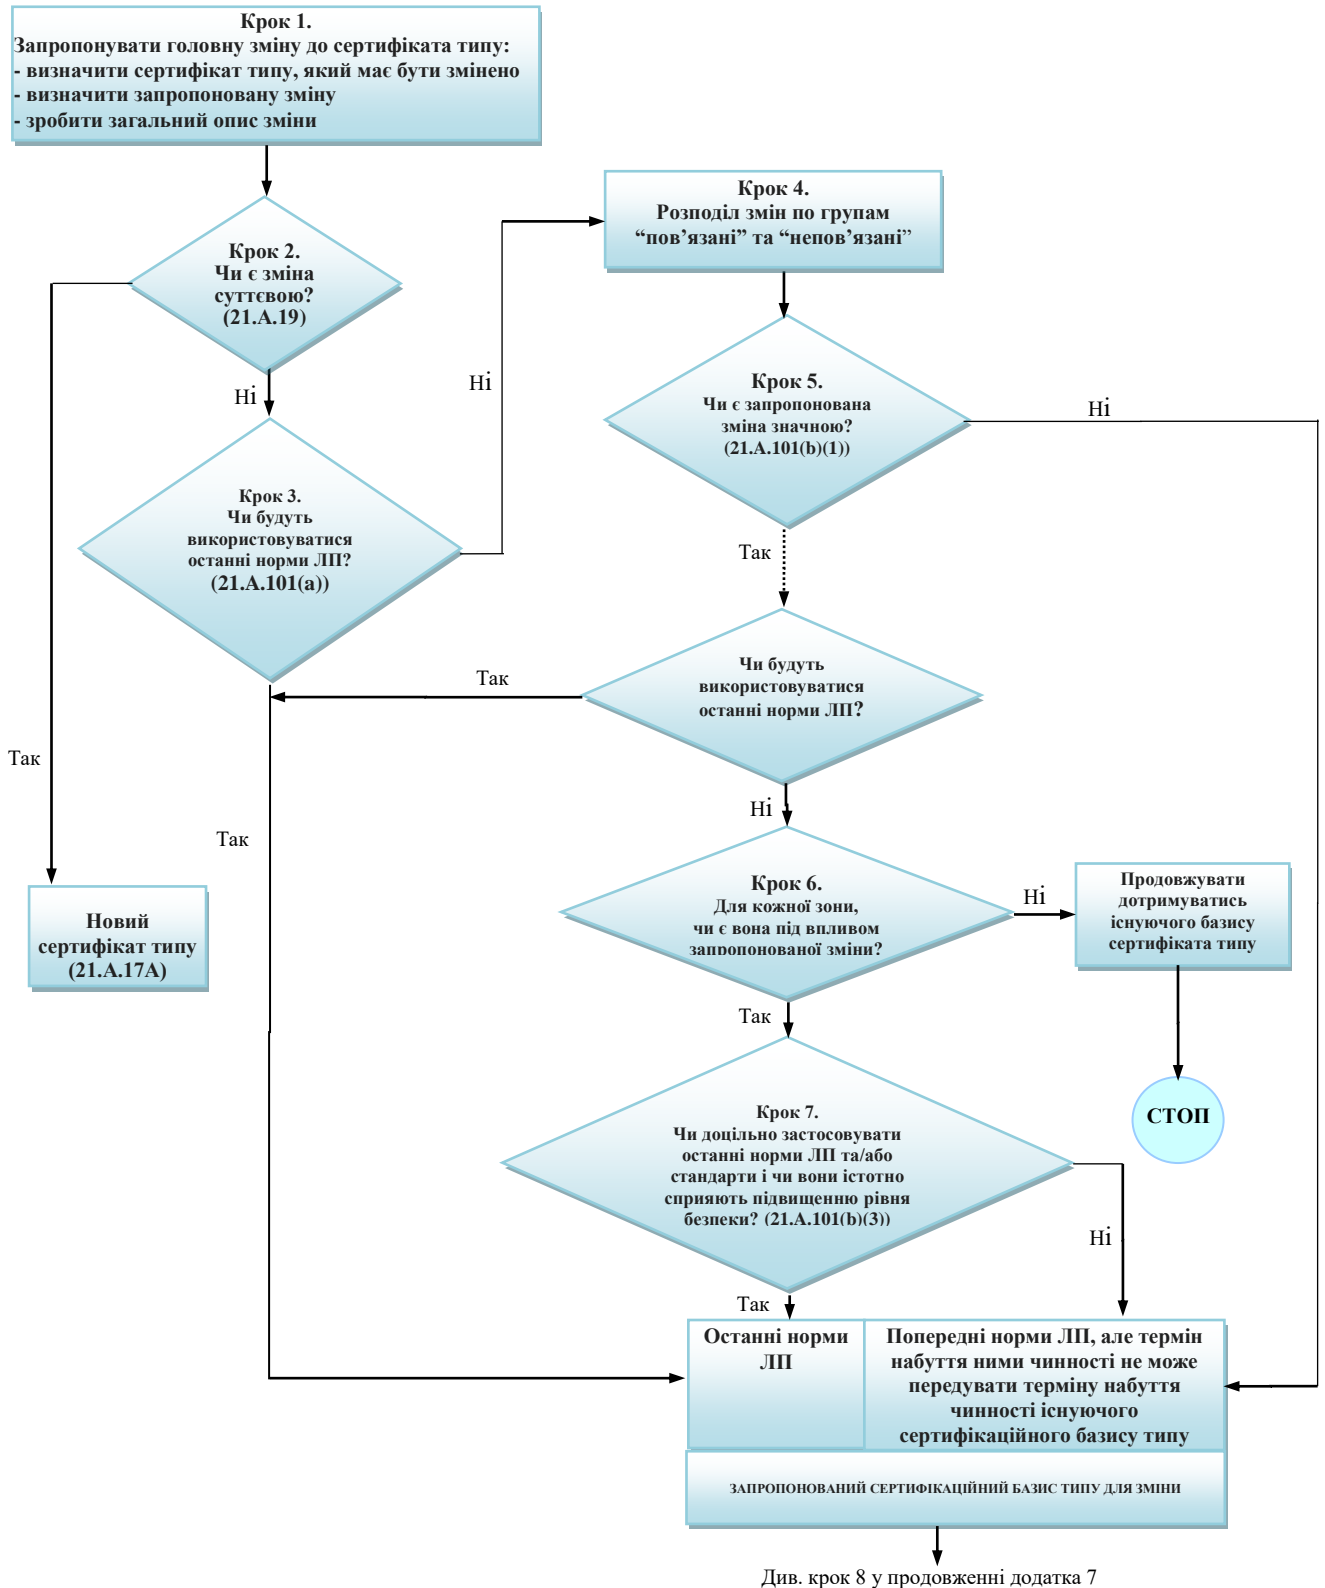 Крок 1.
Запропонувати головну зміну до сертифіката типу:
- визначити сертифікат типу, який має бути змінено
- визначити запропоновану зміну
- зробити загальний опис зміни
Крок 2.
Чи є зміна
суттєвою?
(21.А.19)
Ні
Крок 3.
Чи будуть
використовуватися
останні норми ЛП?
(21.А.101(а))
Ні
Крок 4.
Розподіл змін по групам
“пов’язані” та “непов’язані”
Крок 5.
Чи є запропонована
зміна значною?
(21.А.101(b)(1))
Ні
Так
Чи будуть
використовуватися
останні норми ЛП?
Так
Так
Так
Ні
Новий
сертифікат типу
(21.А.17А)
Крок 6.
Для кожної зони,
чи є вона під впливом
запропонованої зміни?
Ні
Продовжувати
дотримуватись
існуючого базису
сертифіката типу
СТОП
Так
Крок 7.
Чи доцільно застосовувати
останні норми ЛП та/або
стандарти і чи вони істотно
сприяють підвищенню рівня
безпеки? (21.А.101(b)(3))
Ні
Так
Останні норми
ЛП
Попередні норми ЛП, але термін
набуття ними чинності не може
передувати терміну набуття
чинності існуючого
сертифікаційного базису типу
ЗАПРОПОНОВАНИЙ СЕРТИФІКАЦІЙНИЙ БАЗИС ТИПУ ДЛЯ ЗМІНИ
Див. крок 8 у продовженні додатка 7